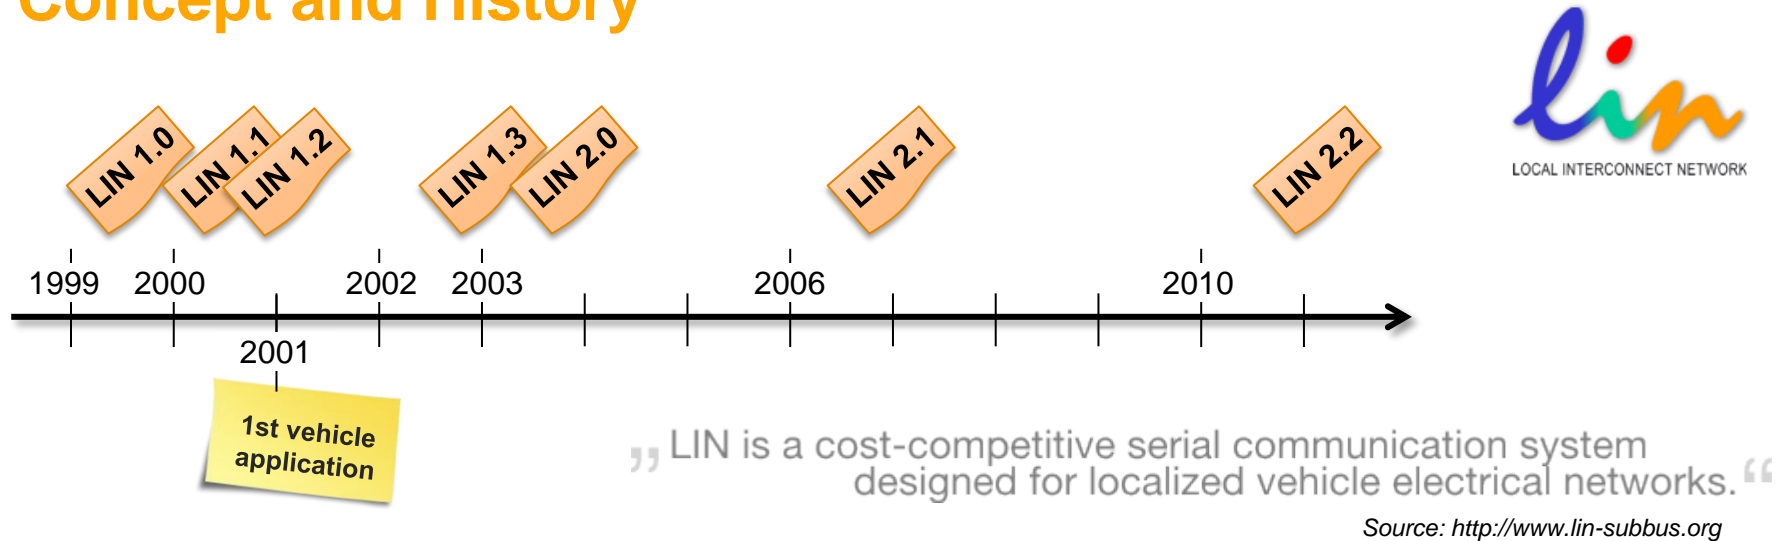 Concept and History
lin
LOCAL INTERCONNECT NETWORK
LIN 1.0
LIN 1.1
LIN 1.2
LIN 1.3
LIN 2.0
LIN 2.1
LIN 2.2
1999 2000 2002 2003 2006 2010
2001
1st vehicle
application
„ LIN is a cost-competitive serial communication system
designed for localized vehicle electrical networks. “
Source: http://www.lin-subbus.org